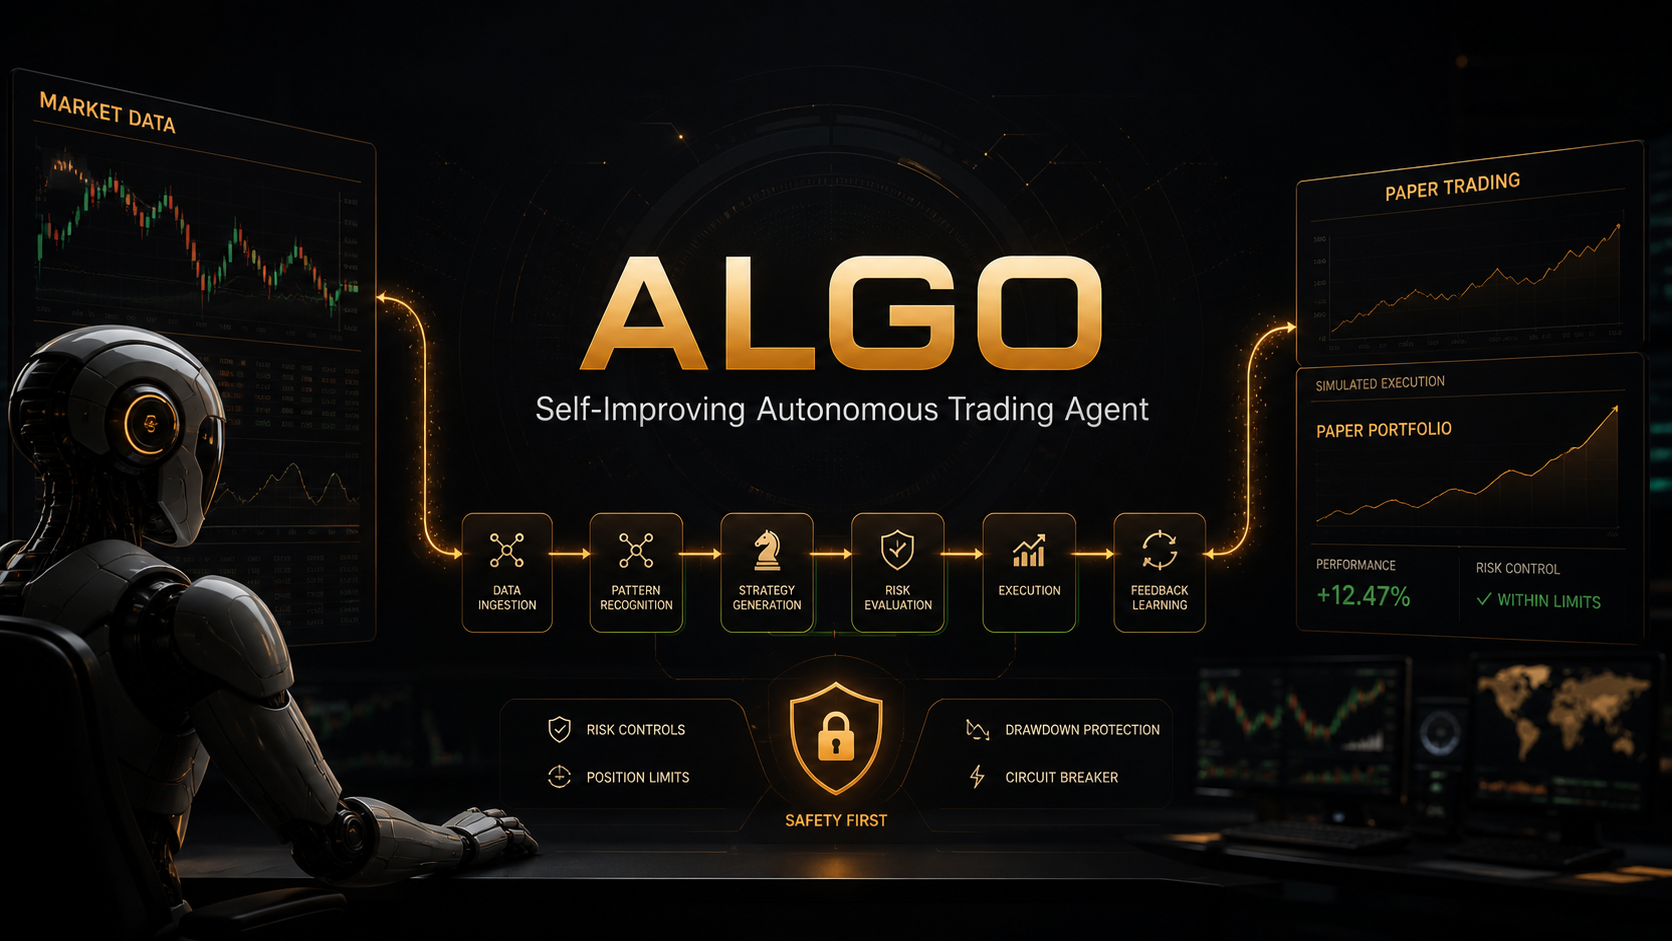 MARKET DATA
ALGO
Self-Improving Autonomous Trading Agent
PAPER TRADING
SIMULATED EXECUTION
PAPER PORTFOLIO
PERFORMANCE
+12.47%
RISK CONTROL
✓ WITHIN LIMITS
DATA
INGESTION
PATTERN
RECOGNITION
STRATEGY
GENERATION
RISK
EVALUATION
EXECUTION
FEEDBACK
LEARNING
RISK CONTROLS
POSITION LIMITS
DRAWDOWN PROTECTION
CIRCUIT BREAKER
SAFETY FIRST